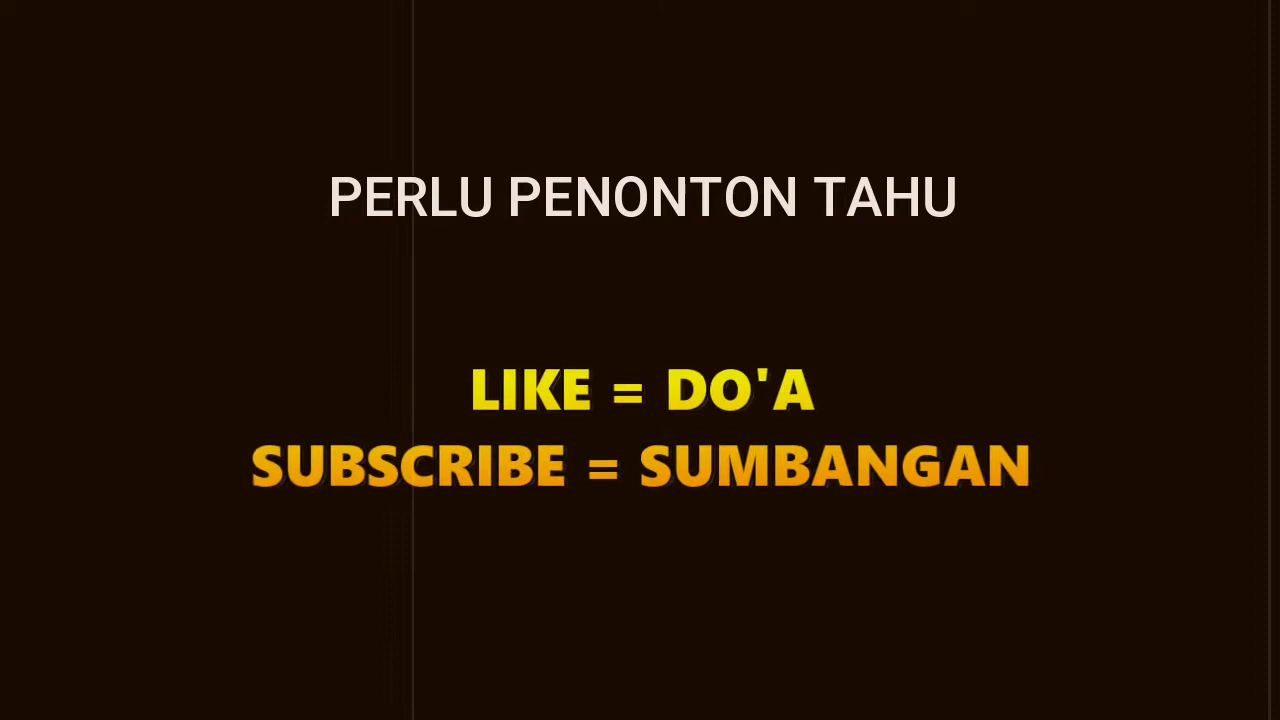 PERLU PENONTON TAHU
LIKE = DO'A
SUBSCRIBE = SUMBANGAN